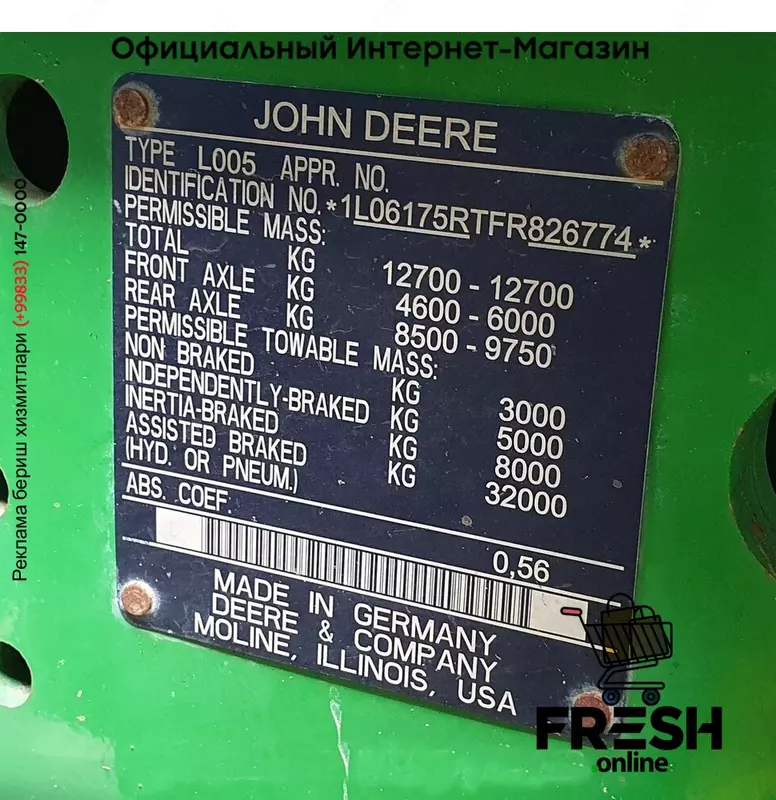 Официальный Интернет-Магазин
JOHN DEERE
TYPE L005 APPR. NO.
IDENTIFICATION NO. *1L06175RTFR826774*
PERMISSIBLE MASS:
TOTAL KG 12700 - 12700
FRONT AXLE KG 4600 - 6000
REAR AXLE KG 8500 - 9750
PERMISSIBLE TOWABLE MASS:
NON BRAKED KG 3000
INDEPENDENTLY-BRAKED KG 5000
INERTIA-BRAKED KG 8000
ASSISTED BRAKED KG 32000
(HYD. OR PNEUM.)
ABS. COEF. 0,56
MADE IN GERMANY
DEERE & COMPANY
MOLINE, ILLINOIS, USA
Реклама бериш хизмитлари (+99833) 147-0000
FRESH
online